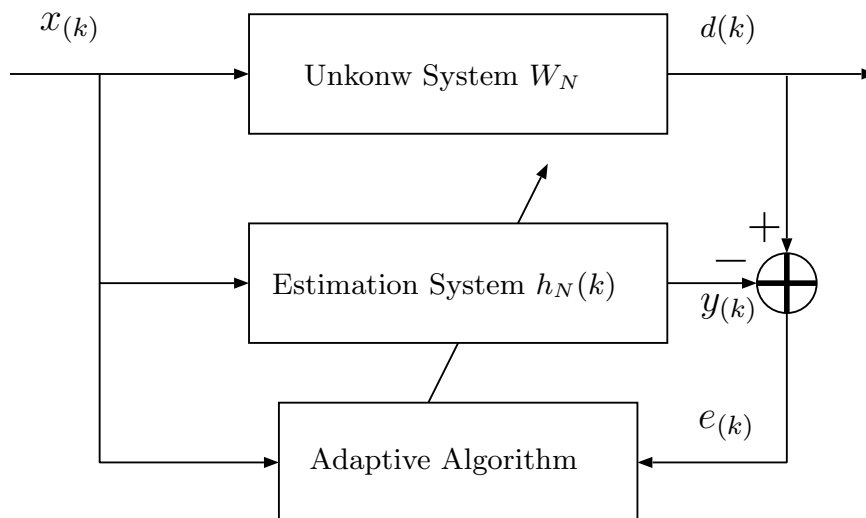 x(k)
d(k)
Unkonw System W_N
+
Estimation System h_N(k)
−
y(k)
e(k)
Adaptive Algorithm